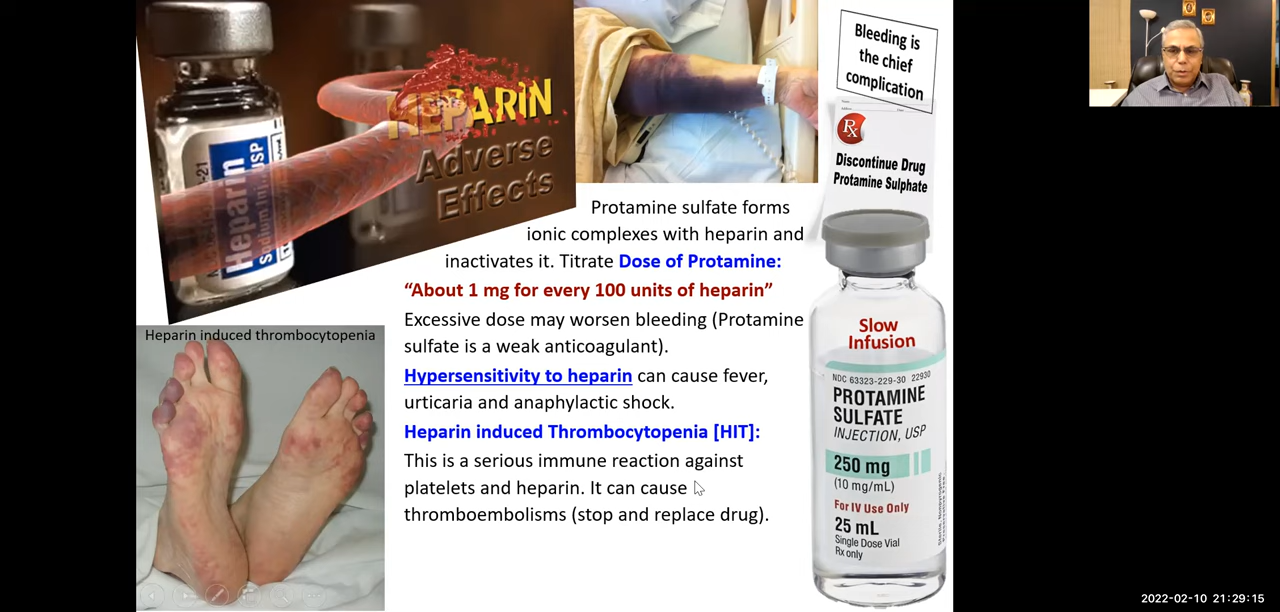 HEPARIN
Adverse
Effects
Heparin
USP
Bleeding is
the chief
complication
Rx
Discontinue Drug
Protamine Sulphate
Protamine sulfate forms
ionic complexes with heparin and
inactivates it. Titrate Dose of Protamine:
“About 1 mg for every 100 units of heparin”
Excessive dose may worsen bleeding (Protamine
sulfate is a weak anticoagulant).
Hypersensitivity to heparin can cause fever,
urticaria and anaphylactic shock.
Heparin induced Thrombocytopenia [HIT]:
This is a serious immune reaction against
platelets and heparin. It can cause
thromboembolisms (stop and replace drug).
Heparin induced thrombocytopenia
Slow
Infusion
NDC 63323-229-30 22930
PROTAMINE
SULFATE
INJECTION, USP
250 mg
(10 mg/mL)
For IV Use Only
25 mL
Single Dose Vial
Rx only
2022-02-10 21:29:15